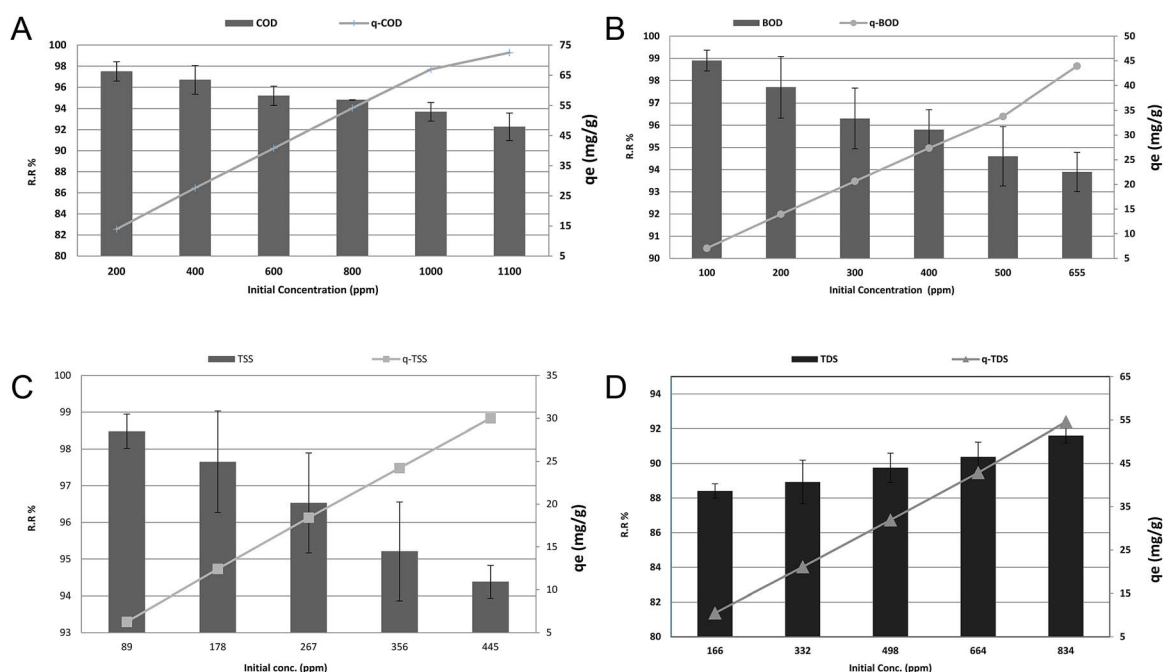 A
COD q-COD
R.R %
100
98
96
94
92
90
88
86
84
82
80
75
65
55
45
35
25
15
5
qe (mg/g)
200 400 600 800 1000 1100
Initial Concentration (ppm)
B
BOD q-BOD
R.R %
100
99
98
97
96
95
94
93
92
91
90
50
45
40
35
30
25
20
15
10
5
qe (mg/g)
100 200 300 400 500 655
Initial Concentration (ppm)
C
TSS q-TSS
R.R %
100
99
98
97
96
95
94
93
35
30
25
20
15
10
5
qe (mg/g)
89 178 267 356 445
Initial conc. (ppm)
D
TDS q-TDS
R.R %
94
92
90
88
86
84
82
80
65
55
45
35
25
15
5
qe (mg/g)
166 332 498 664 834
Initial Conc. (ppm)